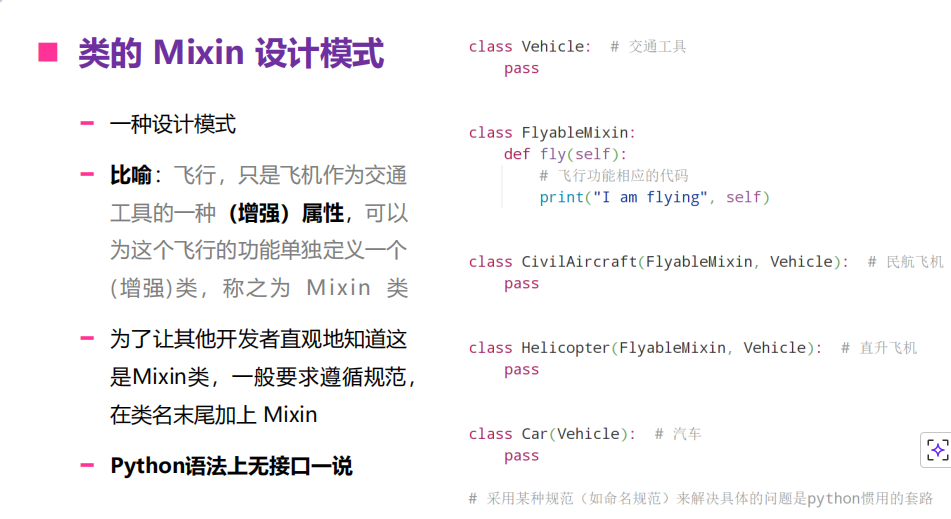 类的 Mixin 设计模式
一种设计模式
比喻：飞行，只是飞机作为交通
工具的一种（增强）属性，可以
为这个飞行的功能单独定义一个
(增强)类，称之为 Mixin 类
为了让其他开发者直观地知道这
是Mixin类，一般要求遵循规范，
在类名末尾加上 Mixin
Python语法上无接口一说
class Vehicle:  # 交通工具
    pass
class FlyableMixin:
    def fly(self):
        # 飞行功能相应的代码
        print("I am flying", self)
class CivilAircraft(FlyableMixin, Vehicle):  # 民航飞机
    pass
class Helicopter(FlyableMixin, Vehicle):  # 直升飞机
    pass
class Car(Vehicle):  # 汽车
    pass
# 采用某种规范（如命名规范）来解决具体的问题是python惯用的套路